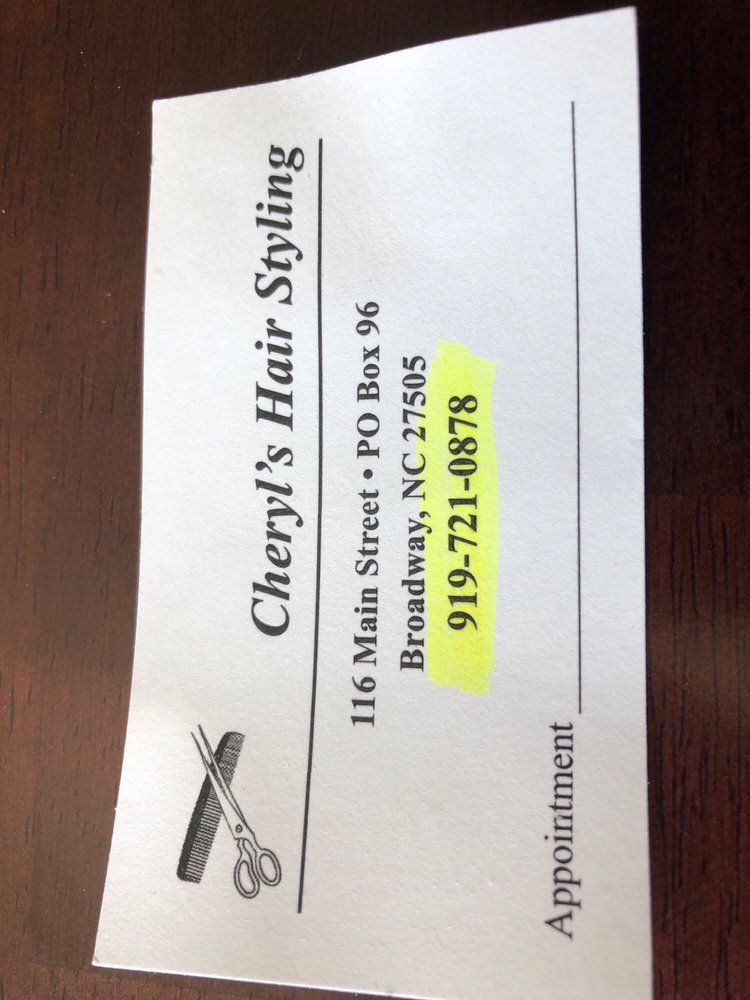 Cheryl's Hair Styling
116 Main Street • PO Box 96
Broadway, NC 27505
919-721-0878
Appointment